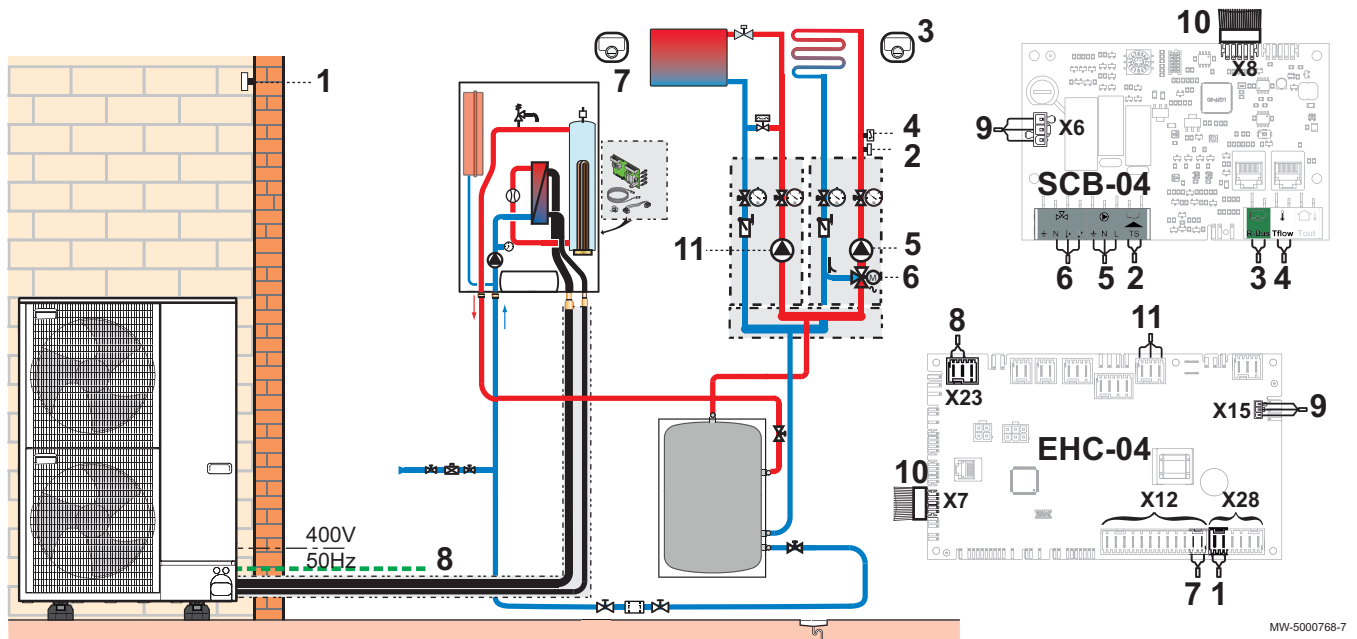 1
7
3
4
2
11
5
6
M
400V
50Hz
8
10
X8
9
X6
SCB-04
N
N L TS
R-Bus Tflow Tout
6 5 2 3 4
8
11
X23
X15
9
EHC-04
10
X7
X12
X28
7 1
MW-5000768-7